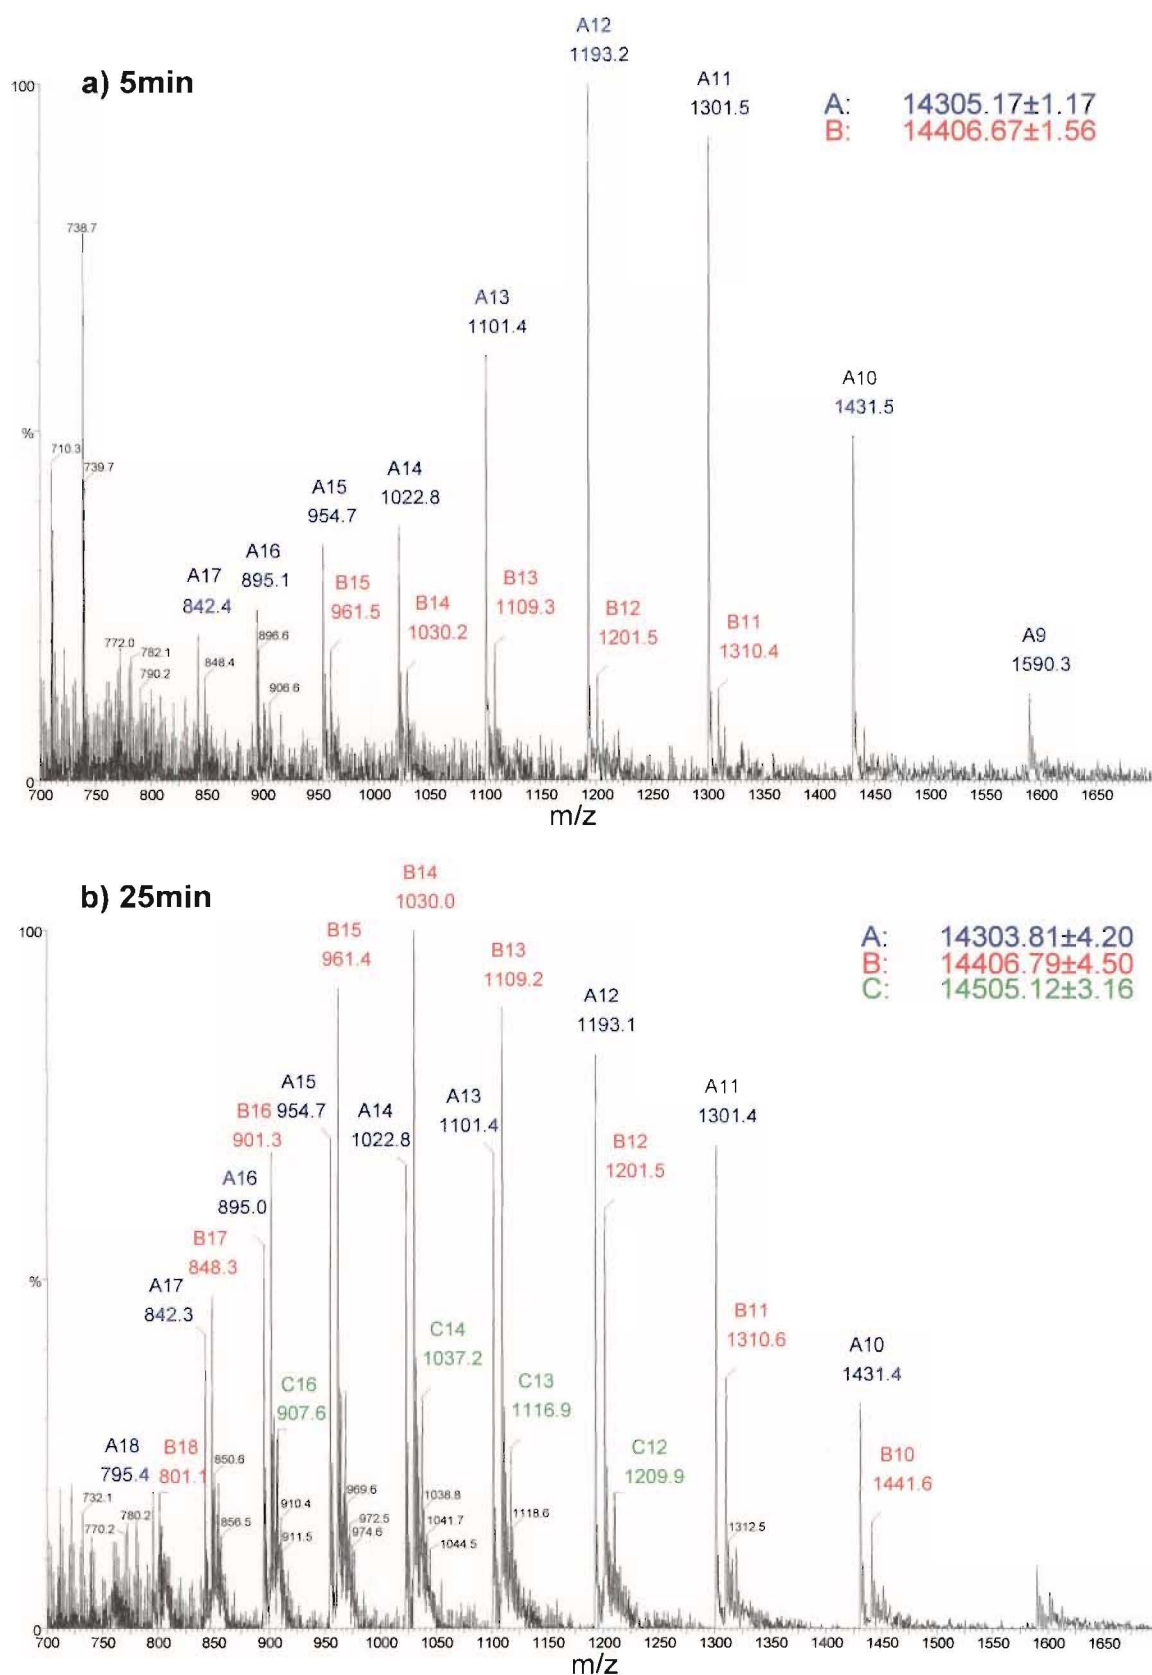 a) 5min
A: 14305.17±1.17
B: 14406.67±1.56
100
%
0
738.7
710.3
739.7
772.0
782.1
790.2
A17
842.4
848.4
A16
895.1
896.6
906.6
A15
954.7
B15
961.5
A14
1022.8
B14
1030.2
A13
1101.4
B13
1109.3
A12
1193.2
B12
1201.5
A11
1301.5
B11
1310.4
A10
1431.5
A9
1590.3
700 750 800 850 900 950 1000 1050 1100 1150 1200 1250 1300 1350 1400 1450 1500 1550 1600 1650
m/z
b) 25min
A: 14303.81±4.20
B: 14406.79±4.50
C: 14505.12±3.16
100
%
0
732.1
770.2
780.2
A18
795.4
B18
801.1
A17
842.3
B17
848.3
850.6
856.5
A16
895.0
B16
901.3
C16
907.6
910.4
911.5
A15
954.7
B15
961.4
969.6
972.5
974.6
A14
1022.8
B14
1030.0
C14
1037.2
1038.8
1041.7
1044.5
A13
1101.4
B13
1109.2
C13
1116.9
1118.6
A12
1193.1
B12
1201.5
C12
1209.9
A11
1301.4
B11
1310.6
1312.5
A10
1431.4
B10
1441.6
700 750 800 850 900 950 1000 1050 1100 1150 1200 1250 1300 1350 1400 1450 1500 1550 1600 1650
m/z